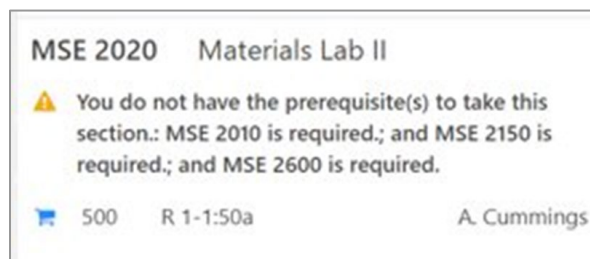 MSE 2020 Materials Lab II
You do not have the prerequisite(s) to take this
section.: MSE 2010 is required.; and MSE 2150 is
required.; and MSE 2600 is required.
500 R 1-1:50a A. Cummings